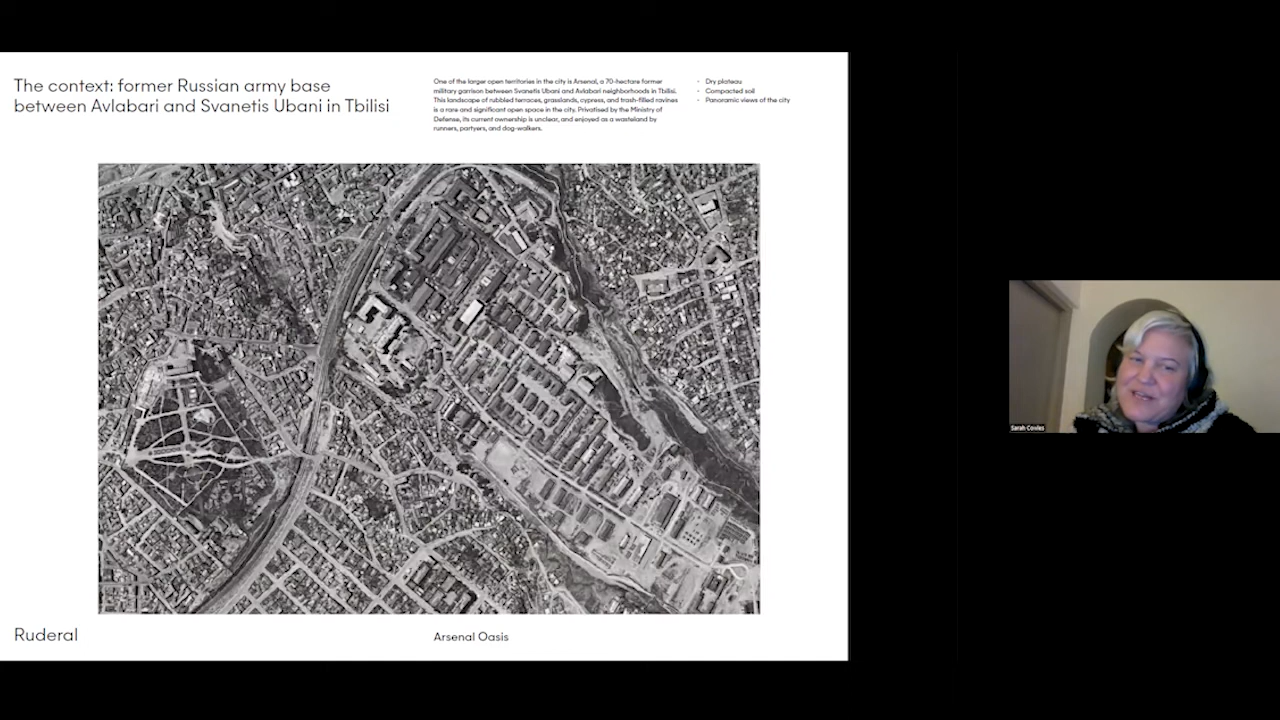 The context: former Russian army base
between Avlabari and Svanetis Ubani in Tbilisi
One of the larger open territories in the city is Arsenal, a 70-hectare former
military garrison between Svanetis Ubani and Avlabari neighborhoods in Tbilisi.
This landscape of rubbled terraces, grasslands, cypress, and trash-filled ravines
is a rare and significant open space in the city. Privatised by the Ministry of
Defense, its current ownership is unclear, and enjoyed as a wasteland by
runners, partyers, and dog-walkers.
- Dry plateau
- Compacted soil
- Panoramic views of the city
Sarah Cowles
Ruderal
Arsenal Oasis